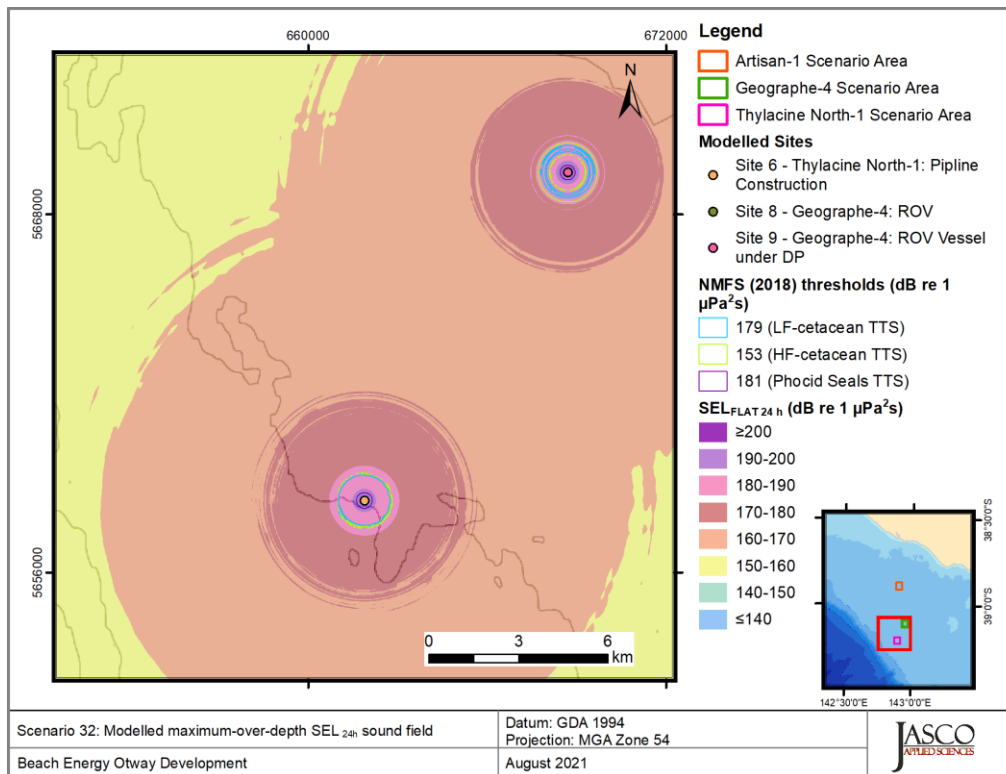 660000
672000
5668000
5656000
N
0 3 6
km
Legend
Artisan-1 Scenario Area
Geographe-4 Scenario Area
Thylacine North-1 Scenario Area
Modelled Sites
Site 6 - Thylacine North-1: Pipline
Construction
Site 8 - Geographe-4: ROV
Site 9 - Geographe-4: ROV Vessel
under DP
NMFS (2018) thresholds (dB re 1
µPa²s)
179 (LF-cetacean TTS)
153 (HF-cetacean TTS)
181 (Phocid Seals TTS)
SELFLAT 24 h (dB re 1 µPa²s)
≥200
190-200
180-190
170-180
160-170
150-160
140-150
≤140
38°30'0"S
39°0'0"S
142°30'0"E 143°0'0"E
Scenario 32: Modelled maximum-over-depth SEL 24h sound field
Datum: GDA 1994
Projection: MGA Zone 54
Beach Energy Otway Development
August 2021
JASCO
APPLIED SCIENCES